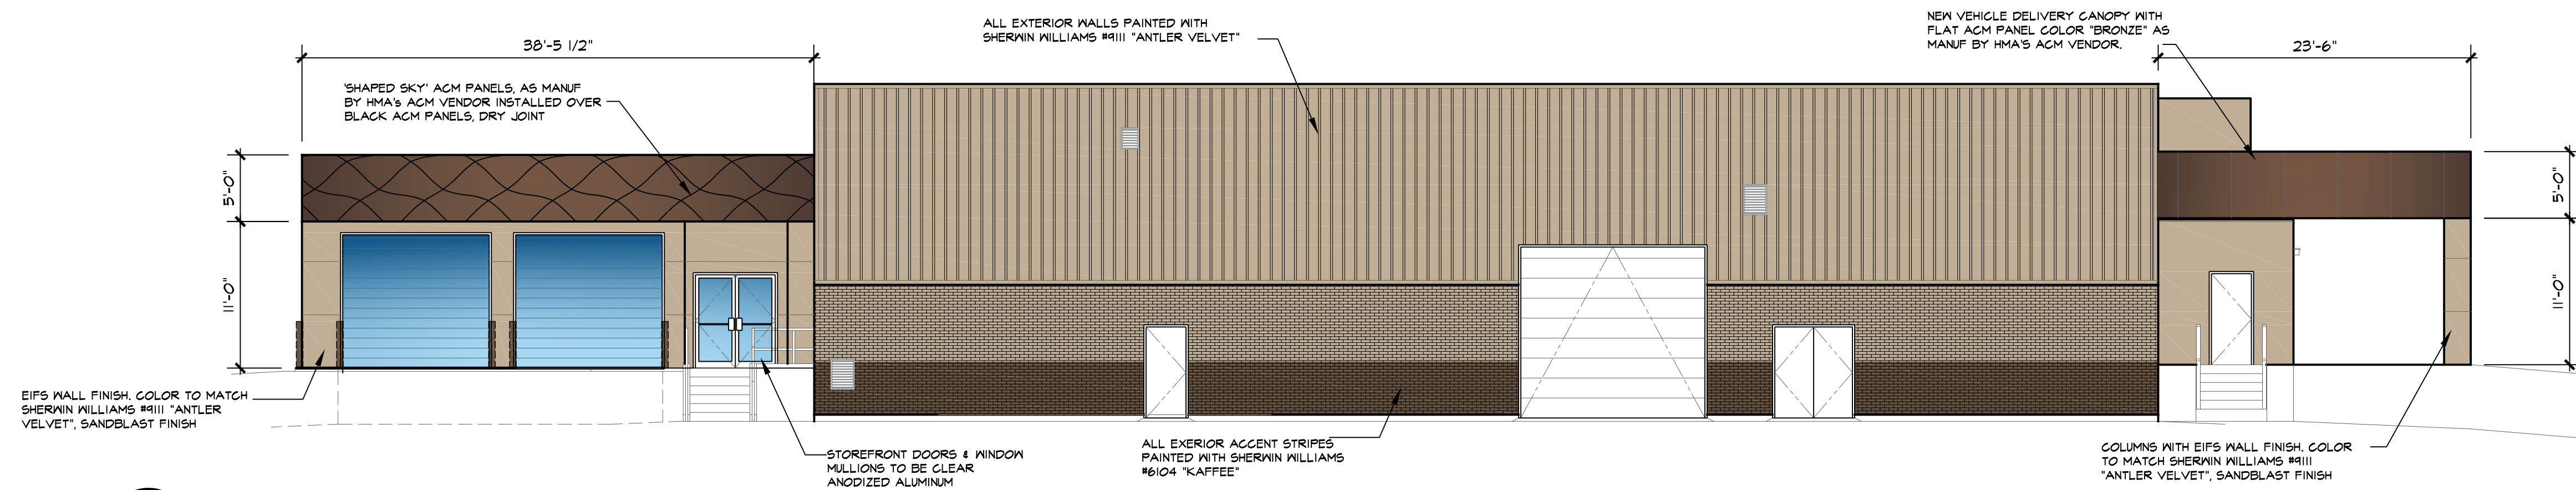 ALL EXTERIOR WALLS PAINTED WITH
SHERWIN WILLIAMS #9111 "ANTLER VELVET"
NEW VEHICLE DELIVERY CANOPY WITH
FLAT ACM PANEL COLOR "BRONZE" AS
MANUF BY HMA'S ACM VENDOR.
38'-5 1/2"
23'-6"
'SHAPED SKY' ACM PANELS, AS MANUF
BY HMA's ACM VENDOR INSTALLED OVER
BLACK ACM PANELS, DRY JOINT
5'-0"
11'-0"
5'-0"
11'-0"
EIFS WALL FINISH. COLOR TO MATCH
SHERWIN WILLIAMS #9111 "ANTLER
VELVET", SANDBLAST FINISH
STOREFRONT DOORS & WINDOW
MULLIONS TO BE CLEAR
ANODIZED ALUMINUM
ALL EXERIOR ACCENT STRIPES
PAINTED WITH SHERWIN WILLIAMS
#6104 "KAFFEE"
COLUMNS WITH EIFS WALL FINISH. COLOR
TO MATCH SHERWIN WILLIAMS #9111
"ANTLER VELVET", SANDBLAST FINISH